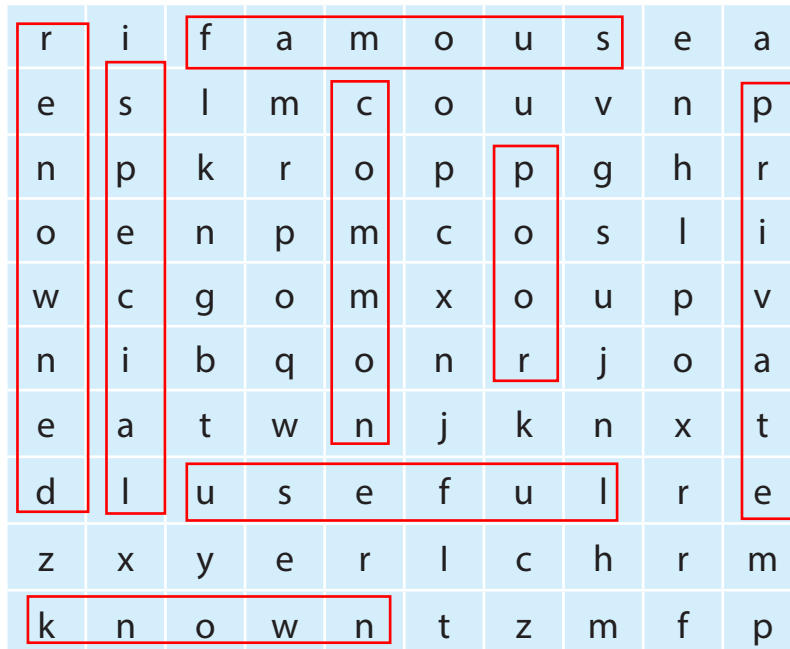 r i f a m o u s e a
e s l m c o u v n p
n p k r o p p g h r
o e n p m c o s l i
w c g o m x o u p v
n i b q o n r j o a
e a t w n j k n x t
d l u s e f u l r e
z x y e r l c h r m
k n o w n t z m f p